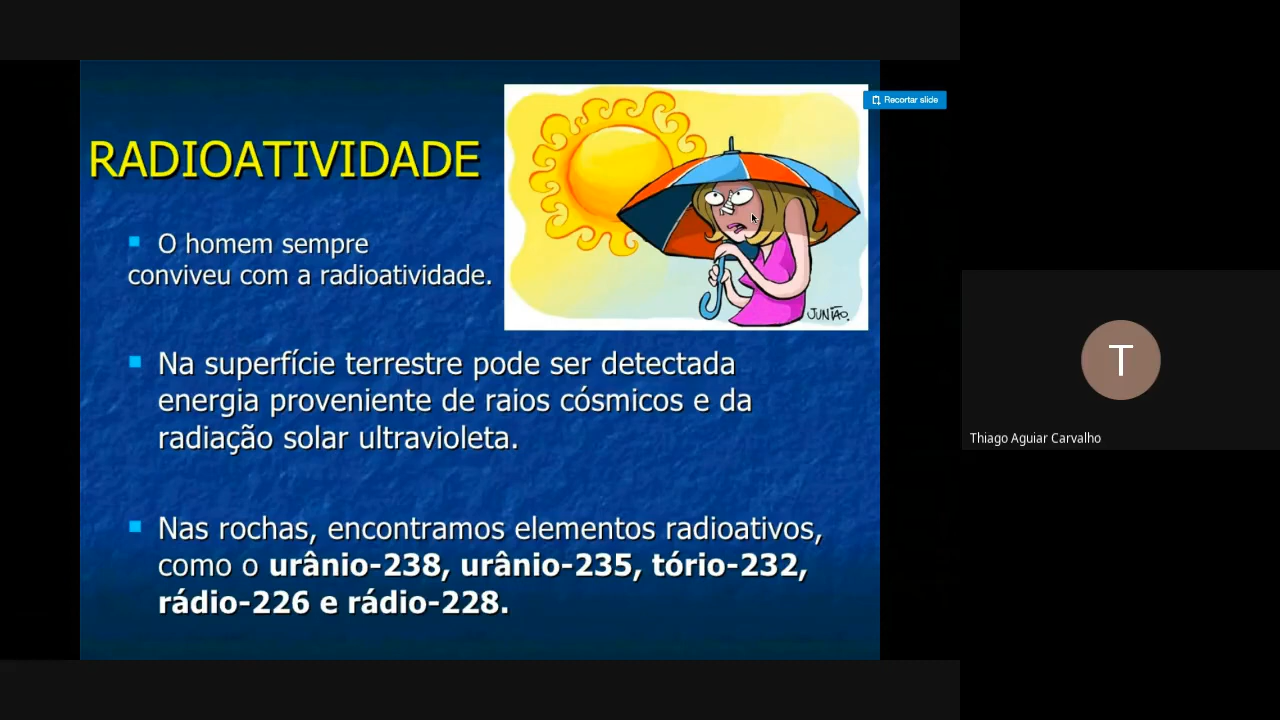 Recortar slide
RADIOATIVIDADE
O homem sempre
conviveu com a radioatividade.
JUNIÃO.
Na superfície terrestre pode ser detectada
energia proveniente de raios cósmicos e da
radiação solar ultravioleta.
Nas rochas, encontramos elementos radioativos,
como o urânio-238, urânio-235, tório-232,
rádio-226 e rádio-228.
T
Thiago Aguiar Carvalho